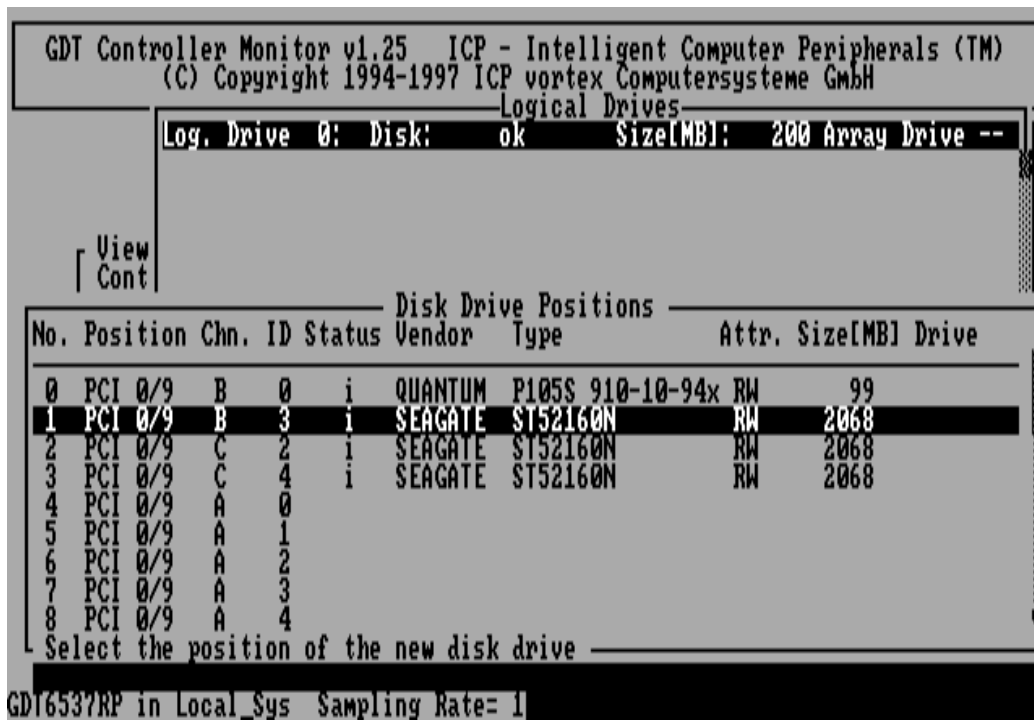 GDT Controller Monitor v1.25 ICP - Intelligent Computer Peripherals (TM)
(C) Copyright 1994-1997 ICP vortex Computersysteme GmbH
Logical Drives
Log. Drive 0: Disk: ok Size[MB]: 200 Array Drive --
View
Cont
Disk Drive Positions
No. Position Chn. ID Status Vendor Type Attr. Size[MB] Drive
0 PCI 0/9 B 0 i QUANTUM P105S 910-10-94x RW 99
1 PCI 0/9 B 3 i SEAGATE ST52160N RW 2068
2 PCI 0/9 C 2 i SEAGATE ST52160N RW 2068
3 PCI 0/9 C 4 i SEAGATE ST52160N RW 2068
4 PCI 0/9 A 0
5 PCI 0/9 A 1
6 PCI 0/9 A 2
7 PCI 0/9 A 3
8 PCI 0/9 A 4
Select the position of the new disk drive
GDT6537RP in Local_Sys Sampling Rate= 1